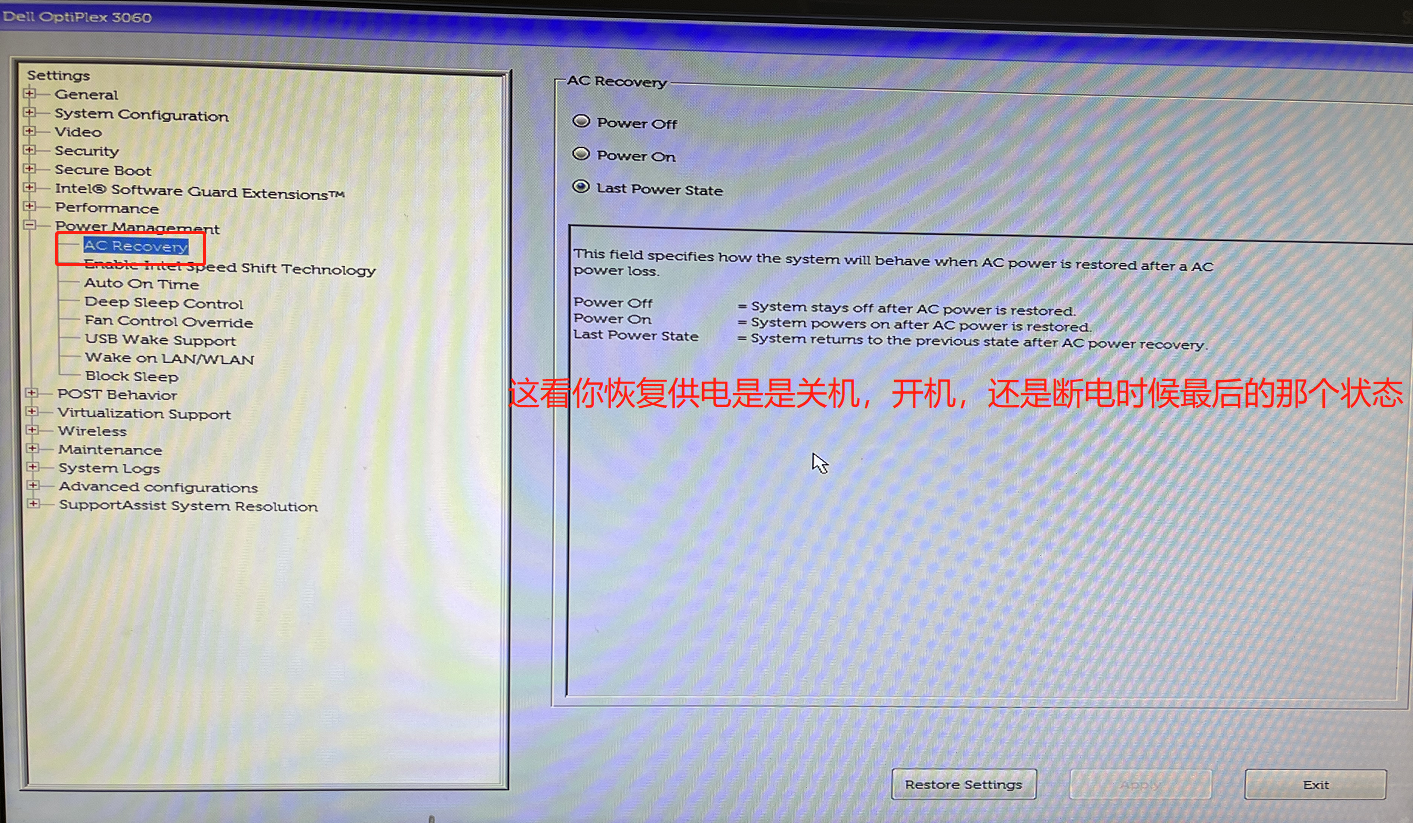 Dell OptiPlex 3060
Settings
General
System Configuration
Video
Security
Secure Boot
Intel® Software Guard Extensions™
Performance
Power Management
AC Recovery
Enable Intel Speed Shift Technology
Auto On Time
Deep Sleep Control
Fan Control Override
USB Wake Support
Wake on LAN/WLAN
Block Sleep
POST Behavior
Virtualization Support
Wireless
Maintenance
System Logs
Advanced configurations
SupportAssist System Resolution
AC Recovery
Power Off
Power On
Last Power State
This field specifies how the system will behave when AC power is restored after a AC
power loss.
Power Off = System stays off after AC power is restored.
Power On = System powers on after AC power is restored.
Last Power State = System returns to the previous state after AC power recovery.
这看你恢复供电是是关机，开机，还是断电时候最后的那个状态
Restore Settings
Apply
Exit